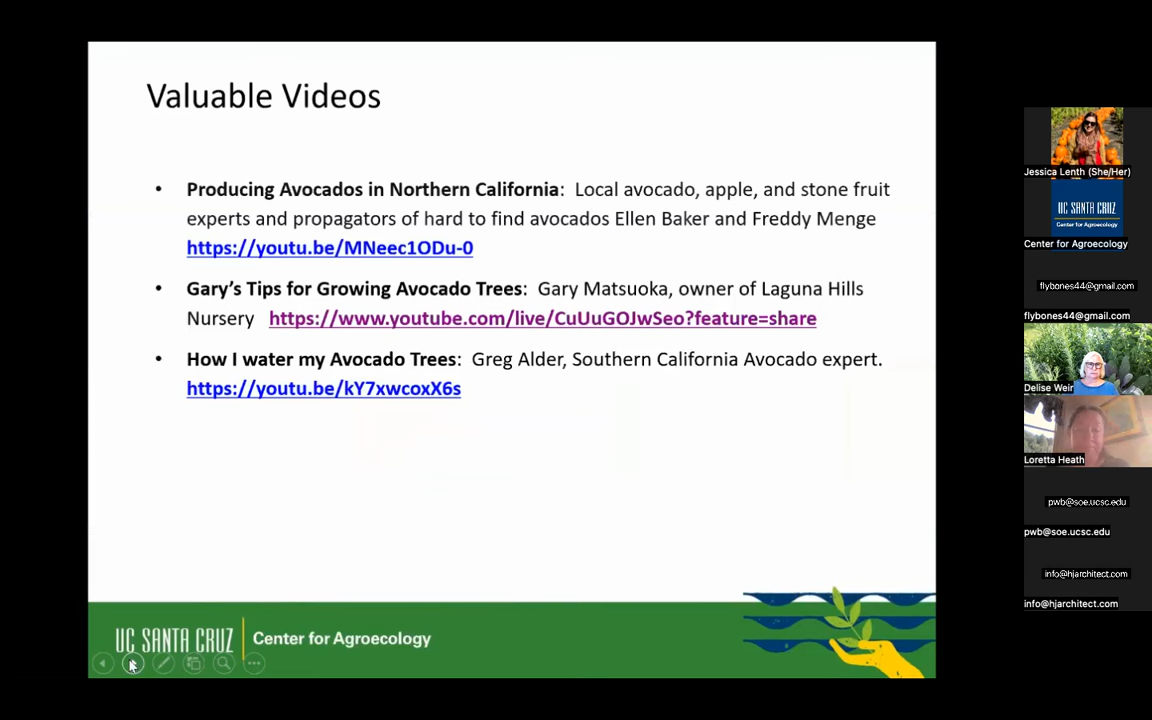 Valuable Videos
• Producing Avocados in Northern California: Local avocado, apple, and stone fruit
experts and propagators of hard to find avocados Ellen Baker and Freddy Menge
https://youtu.be/MNeec1ODu-0
• Gary’s Tips for Growing Avocado Trees: Gary Matsuoka, owner of Laguna Hills
Nursery https://www.youtube.com/live/CuUuGOJwSeo?feature=share
• How I water my Avocado Trees: Greg Alder, Southern California Avocado expert.
https://youtu.be/kY7xwcoxX6s
UC SANTA CRUZ Center for Agroecology
Jessica Lenth (She/Her)
UC SANTA CRUZ
Center for Agroecology
Center for Agroecology
flybones44@gmail.com
flybones44@gmail.com
Delise Weir
Loretta Heath
pwb@soe.ucsc.edu
pwb@soe.ucsc.edu
info@hjarchitect.com
info@hjarchitect.com